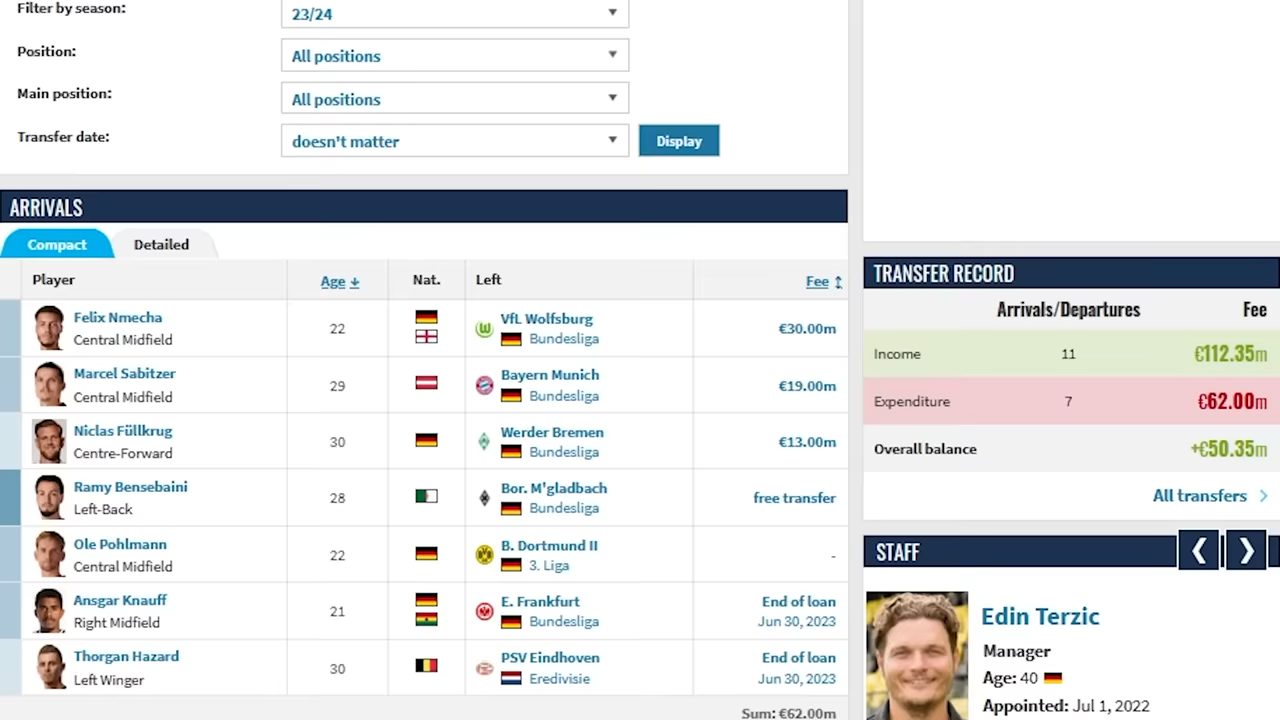 Filter by season:
23/24
Position:
All positions
Main position:
All positions
Transfer date:
doesn't matter
Display
ARRIVALS
Compact Detailed
Player Age Nat. Left Fee
Felix Nmecha
Central Midfield
22
VfL Wolfsburg
Bundesliga
€30.00m
Marcel Sabitzer
Central Midfield
29
Bayern Munich
Bundesliga
€19.00m
Niclas Füllkrug
Centre-Forward
30
Werder Bremen
Bundesliga
€13.00m
Ramy Bensebaini
Left-Back
28
Bor. M'gladbach
Bundesliga
free transfer
Ole Pohlmann
Central Midfield
22
B. Dortmund II
3. Liga
-
Ansgar Knauff
Right Midfield
21
E. Frankfurt
Bundesliga
End of loan
Jun 30, 2023
Thorgan Hazard
Left Winger
30
PSV Eindhoven
Eredivisie
End of loan
Jun 30, 2023
Sum: €62.00m
TRANSFER RECORD
Arrivals/Departures Fee
Income 11 €112.35m
Expenditure 7 €62.00m
Overall balance +€50.35m
All transfers
STAFF
Edin Terzic
Manager
Age: 40
Appointed: Jul 1, 2022